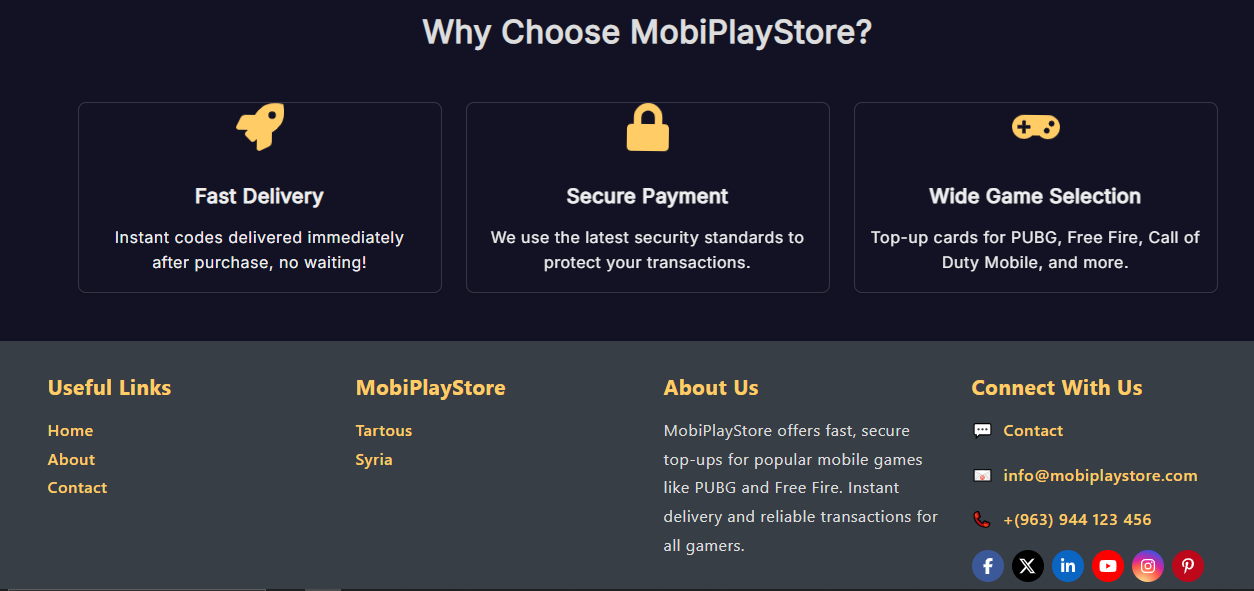 Why Choose MobiPlayStore?
Fast Delivery
Instant codes delivered immediately
after purchase, no waiting!
Secure Payment
We use the latest security standards to
protect your transactions.
Wide Game Selection
Top-up cards for PUBG, Free Fire, Call of
Duty Mobile, and more.
Useful Links
Home
About
Contact
MobiPlayStore
Tartous
Syria
About Us
MobiPlayStore offers fast, secure
top-ups for popular mobile games
like PUBG and Free Fire. Instant
delivery and reliable transactions for
all gamers.
Connect With Us
Contact
info@mobiplaystore.com
+(963) 944 123 456